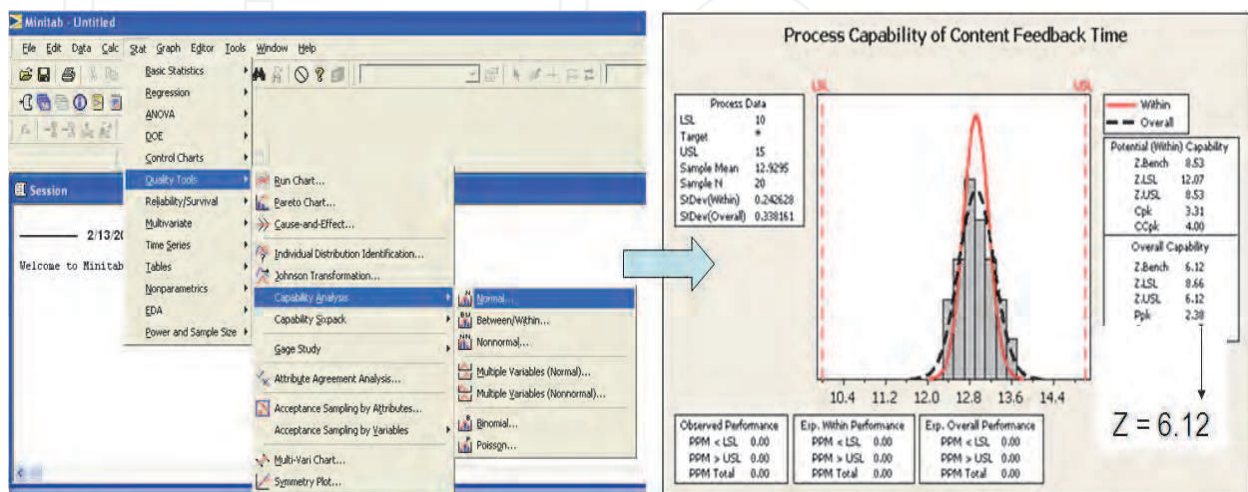 Minitab - Untitled
File Edit Data Calc Stat Graph Editor Tools Window Help
Basic Statistics
Regression
ANOVA
DOE
Control Charts
Quality Tools
Reliability/Survival
Multivariate
Time Series
Tables
Nonparametrics
EDA
Power and Sample Size
Session
2/13/20
Welcome to Minitab
Run Chart...
Pareto Chart...
Cause-and-Effect...
Individual Distribution Identification...
Johnson Transformation...
Capability Analysis
Capability Sixpack
Gage Study
Attribute Agreement Analysis...
Acceptance Sampling by Attributes...
Acceptance Sampling by Variables
Multi-Vari Chart...
Symmetry Plot...
Normal...
Between/Within...
Nonnormal...
Multiple Variables (Normal)...
Multiple Variables (Nonnormal)...
Binomial...
Poisson...
Process Capability of Content Feedback Time
LSL USL
Process Data
LSL 10
Target *
USL 15
Sample Mean 12.9295
Sample N 20
StDev(Within) 0.242628
StDev(Overall) 0.338161
Within
Overall
Potential (Within) Capability
Z.Bench 8.53
Z.LSL 12.07
Z.USL 8.53
Cpk 3.31
CCpk 4.00
Overall Capability
Z.Bench 6.12
Z.LSL 8.66
Z.USL 6.12
Ppk 2.38
10.4 11.2 12.0 12.8 13.6 14.4
Z = 6.12
Observed Performance
PPM < LSL 0.00
PPM > USL 0.00
PPM Total 0.00
Exp. Within Performance
PPM < LSL 0.00
PPM > USL 0.00
PPM Total 0.00
Exp. Overall Performance
PPM < LSL 0.00
PPM > USL 0.00
PPM Total 0.00